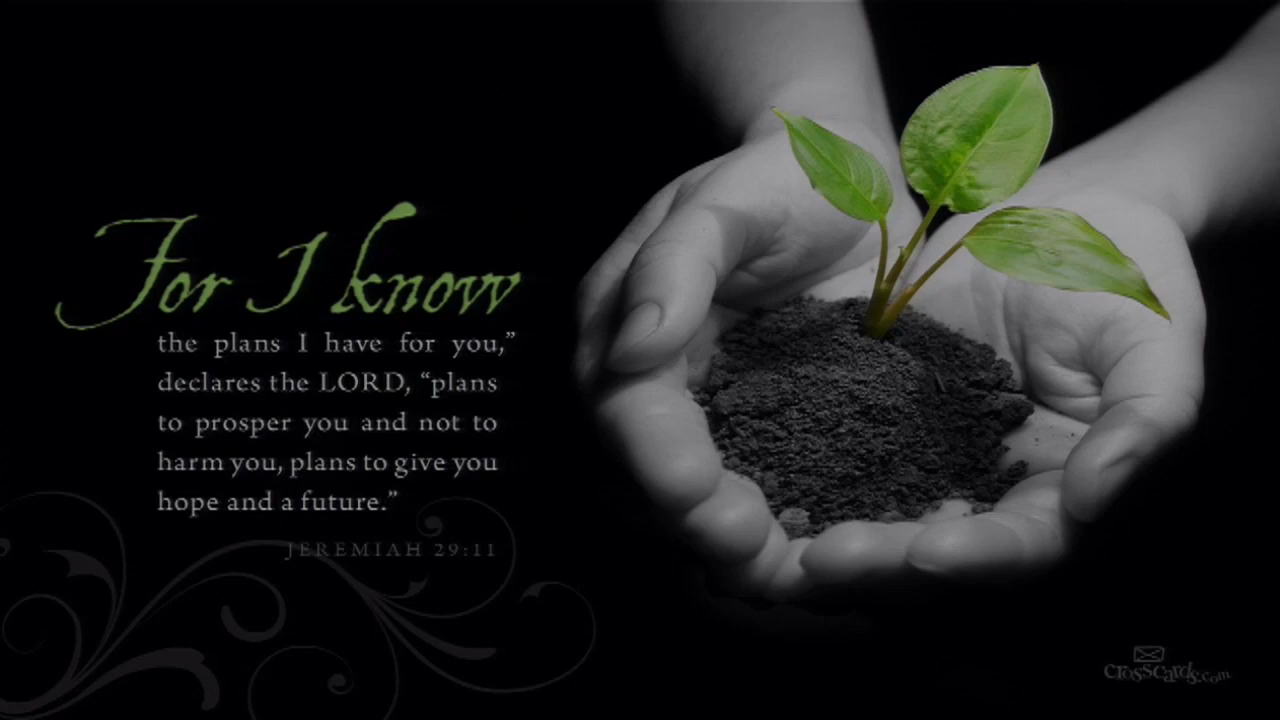 For I know
the plans I have for you,”
declares the LORD, “plans
to prosper you and not to
harm you, plans to give you
hope and a future.”
JEREMIAH 29:11
crosscards.com